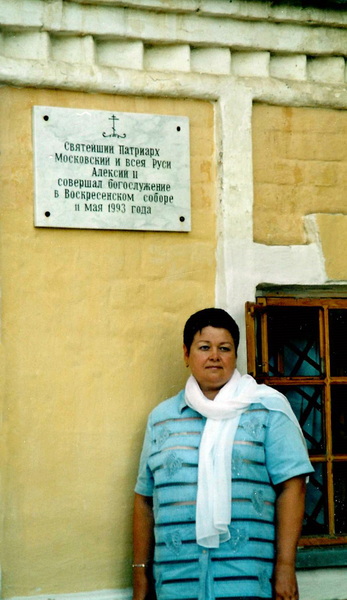 Святейший Патриарх
Московский и всея Руси
Алексий II
совершал богослужение
в Воскресенском соборе
11 мая 1993 года